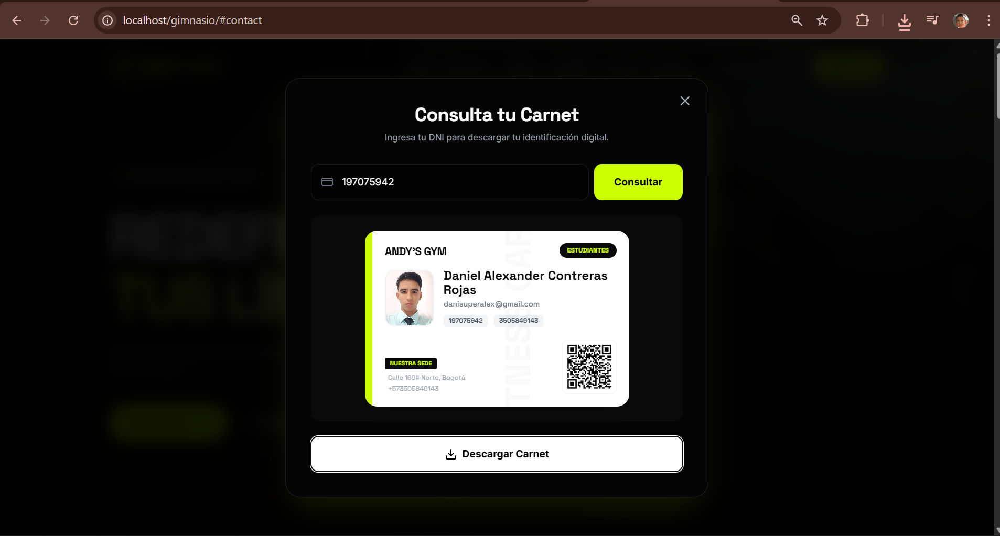 localhost/gimnasio/#contact
Consulta tu Carnet
Ingresa tu DNI para descargar tu identificación digital.
197075942
Consultar
ANDY'S GYM
ESTUDIANTES
Daniel Alexander Contreras
Rojas
danisuperalex@gmail.com
197075942 3505849143
NUESTRA SEDE
Calle 169# Norte, Bogotá
+573505849143
Descargar Carnet